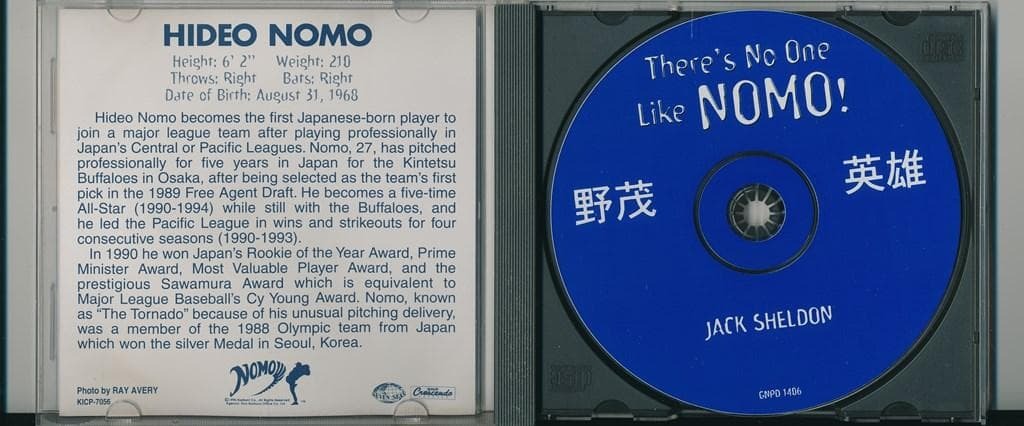 HIDEO NOMO
Height: 6' 2" Weight: 210
Throws: Right Bats: Right
Date of Birth: August 31, 1968
Hideo Nomo becomes the first Japanese-born player to
join a major league team after playing professionally in
Japan's Central or Pacific Leagues. Nomo, 27, has pitched
professionally for five years in Japan for the Kintetsu
Buffaloes in Osaka, after being selected as the team's first
pick in the 1989 Free Agent Draft. He becomes a five-time
All-Star (1990-1994) while still with the Buffaloes, and
he led the Pacific League in wins and strikeouts for four
consecutive seasons (1990-1993).
In 1990 he won Japan's Rookie of the Year Award, Prime
Minister Award, Most Valuable Player Award, and the
prestigious Sawamura Award which is equivalent to
Major League Baseball's Cy Young Award. Nomo, known
as "The Tornado" because of his unusual pitching delivery,
was a member of the 1988 Olympic team from Japan
which won the silver Medal in Seoul, Korea.
Photo by RAY AVERY
KICP-7056
NOMO
SEVEN SEAS
Crescendo
There's No One
Like NOMO!
野茂
英雄
JACK SHELDON
GNPD 1406